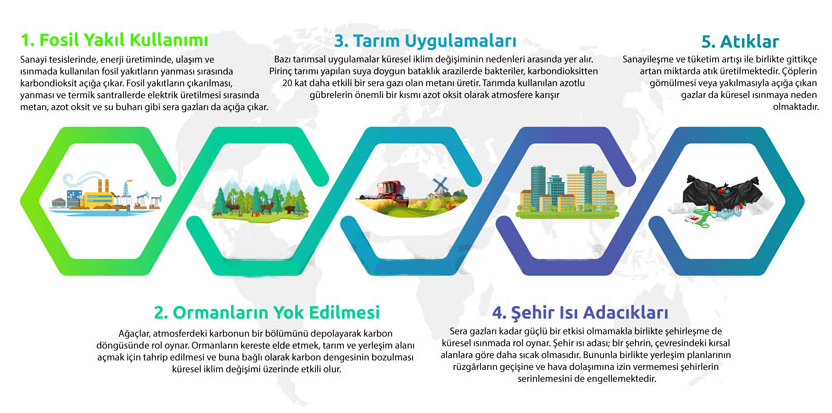 1. Fosil Yakıl Kullanımı
Sanayi tesislerinde, enerji üretiminde, ulaşım ve
ısınmada kullanılan fosil yakıtların yanması sırasında
karbondioksit açığa çıkar. Fosil yakıtların çıkarılması,
yanması ve termik santrallerde elektrik üretilmesi sırasında
metan, azot oksit ve su buharı gibi sera gazları da açığa çıkar.
3. Tarım Uygulamaları
Bazı tarımsal uygulamalar küresel iklim değişiminin nedenleri arasında yer alır.
Pirinç tarımı yapılan suya doygun bataklık arazilerde bakteriler, karbondioksitten
20 kat daha etkili bir sera gazı olan metanı üretir. Tarımda kullanılan azotlu
gübrelerin önemli bir kısmı azot oksit olarak atmosfere karışır
5. Atıklar
Sanayileşme ve tüketim artışı ile birlikte gittikçe
artan miktarda atık üretilmektedir. Çöplerin
gömülmesi veya yakılmasıyla açığa çıkan
gazlar da küresel ısınmaya neden
olmaktadır.
2. Ormanların Yok Edilmesi
Ağaçlar, atmosferdeki karbonun bir bölümünü depolayarak karbon
döngüsünde rol oynar. Ormanların kereste elde etmek, tarım ve yerleşim alanı
açmak için tahrip edilmesi ve buna bağlı olarak karbon dengesinin bozulması
küresel iklim değişimi üzerinde etkili olur.
4. Şehir Isı Adacıkları
Sera gazları kadar güçlü bir etkisi olmamakla birlikte şehirleşme de
küresel ısınmada rol oynar. Şehir ısı adası; bir şehrin, çevresindeki kırsal
alanlara göre daha sıcak olmasıdır. Bununla birlikte yerleşim planlarının
rüzgârların geçişine ve hava dolaşımına izin vermemesi şehirlerin
serinlemesini de engellemektedir.